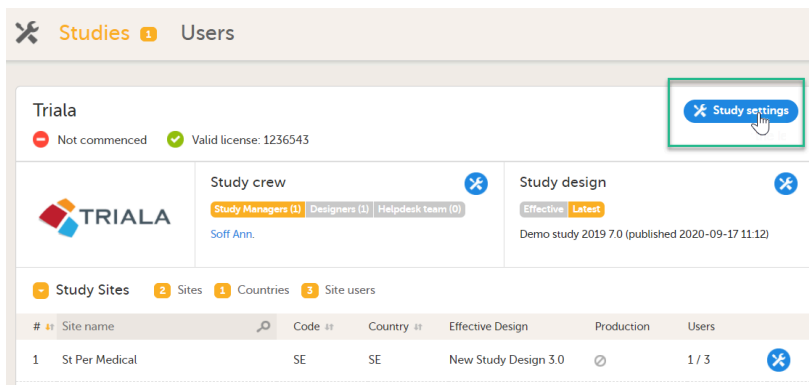 Studies 1 Users
Triala
Study settings
Not commenced Valid license: 1236543
TRIALA
Study crew
Study Managers (1) Designers (1) Helpdesk team (0)
Soff Ann.
Study design
Effective Latest
Demo study 2019 7.0 (published 2020-09-17 11:12)
Study Sites 2 Sites 1 Countries 3 Site users
# Site name Code Country Effective Design Production Users
1 St Per Medical SE SE New Study Design 3.0 1 / 3